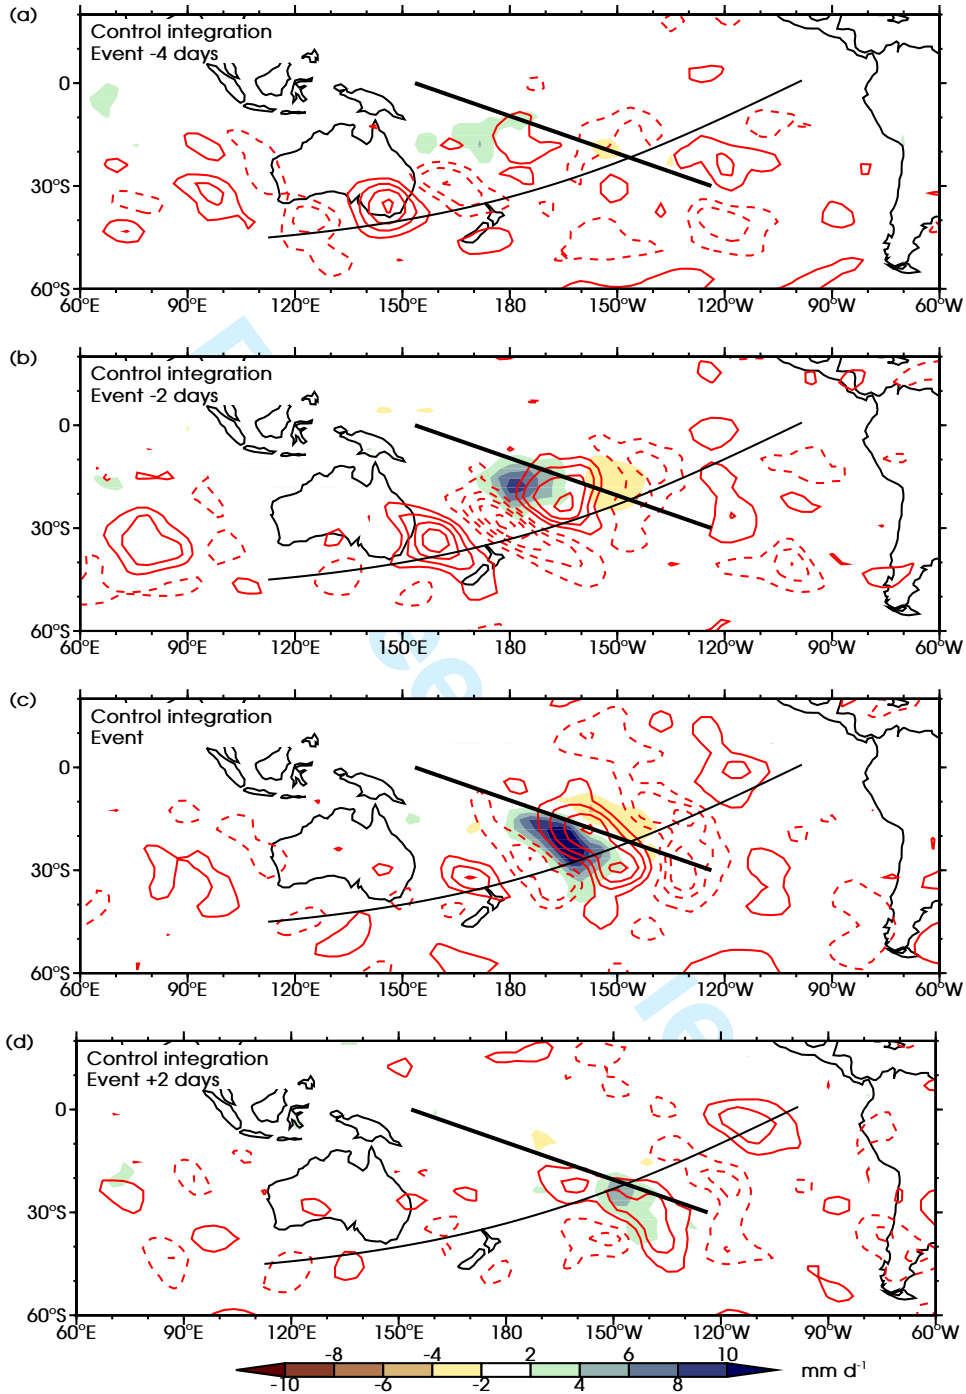 (a)
Control integration
Event -4 days
0
30°S
60°S
60°E 90°E 120°E 150°E 180 150°W 120°W 90°W 60°W
(b)
Control integration
Event -2 days
0
30°S
60°S
60°E 90°E 120°E 150°E 180 150°W 120°W 90°W 60°W
(c)
Control integration
Event
0
30°S
60°S
60°E 90°E 120°E 150°E 180 150°W 120°W 90°W 60°W
(d)
Control integration
Event +2 days
0
30°S
60°S
60°E 90°E 120°E 150°E 180 150°W 120°W 90°W 60°W
-8 -4 2 6 10
mm d-1
-10 -6 -2 4 8